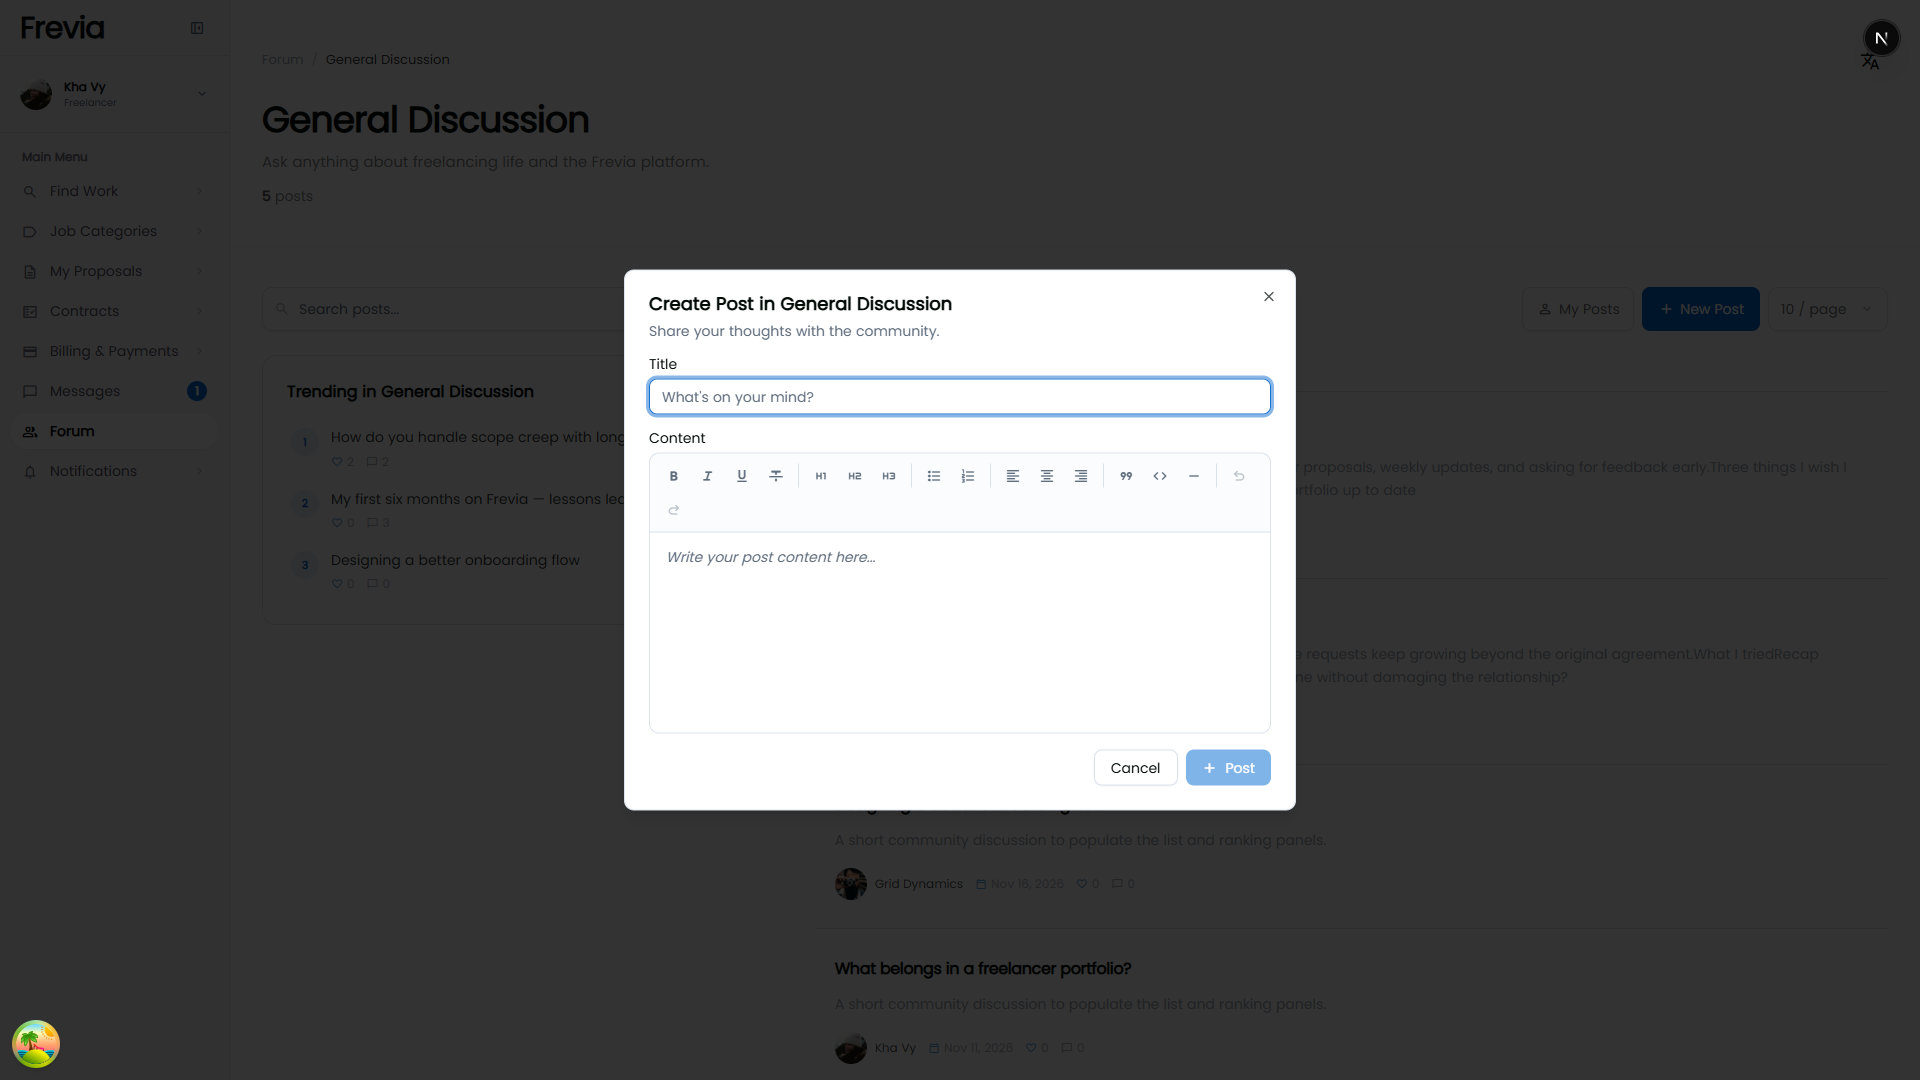 Frevia
Kha Vy
Freelancer
Main Menu
Find Work
Job Categories
My Proposals
Contracts
Billing & Payments
Messages 1
Forum
Notifications
Forum / General Discussion
General Discussion
Ask anything about freelancing life and the Frevia platform.
5 posts
Search posts...
My Posts
+ New Post
10 / page
Trending in General Discussion
1 How do you handle scope creep with long
2 2
2 My first six months on Frevia — lessons
0 3
3 Designing a better onboarding flow
0 0
Create Post in General Discussion
Share your thoughts with the community.
Title
What's on your mind?
Content
B I U T H1 H2 H3 99 <> —
Write your post content here...
Cancel
+ Post
proposals, weekly updates, and asking for feedback early.Three things I wish I
up to date
requests keep growing beyond the original agreement.What I triedRecap
without damaging the relationship?
A short community discussion to populate the list and ranking panels.
Grid Dynamics Nov 16, 2026 0 0
What belongs in a freelancer portfolio?
A short community discussion to populate the list and ranking panels.
Kha Vy Nov 11, 2026 0 0
N